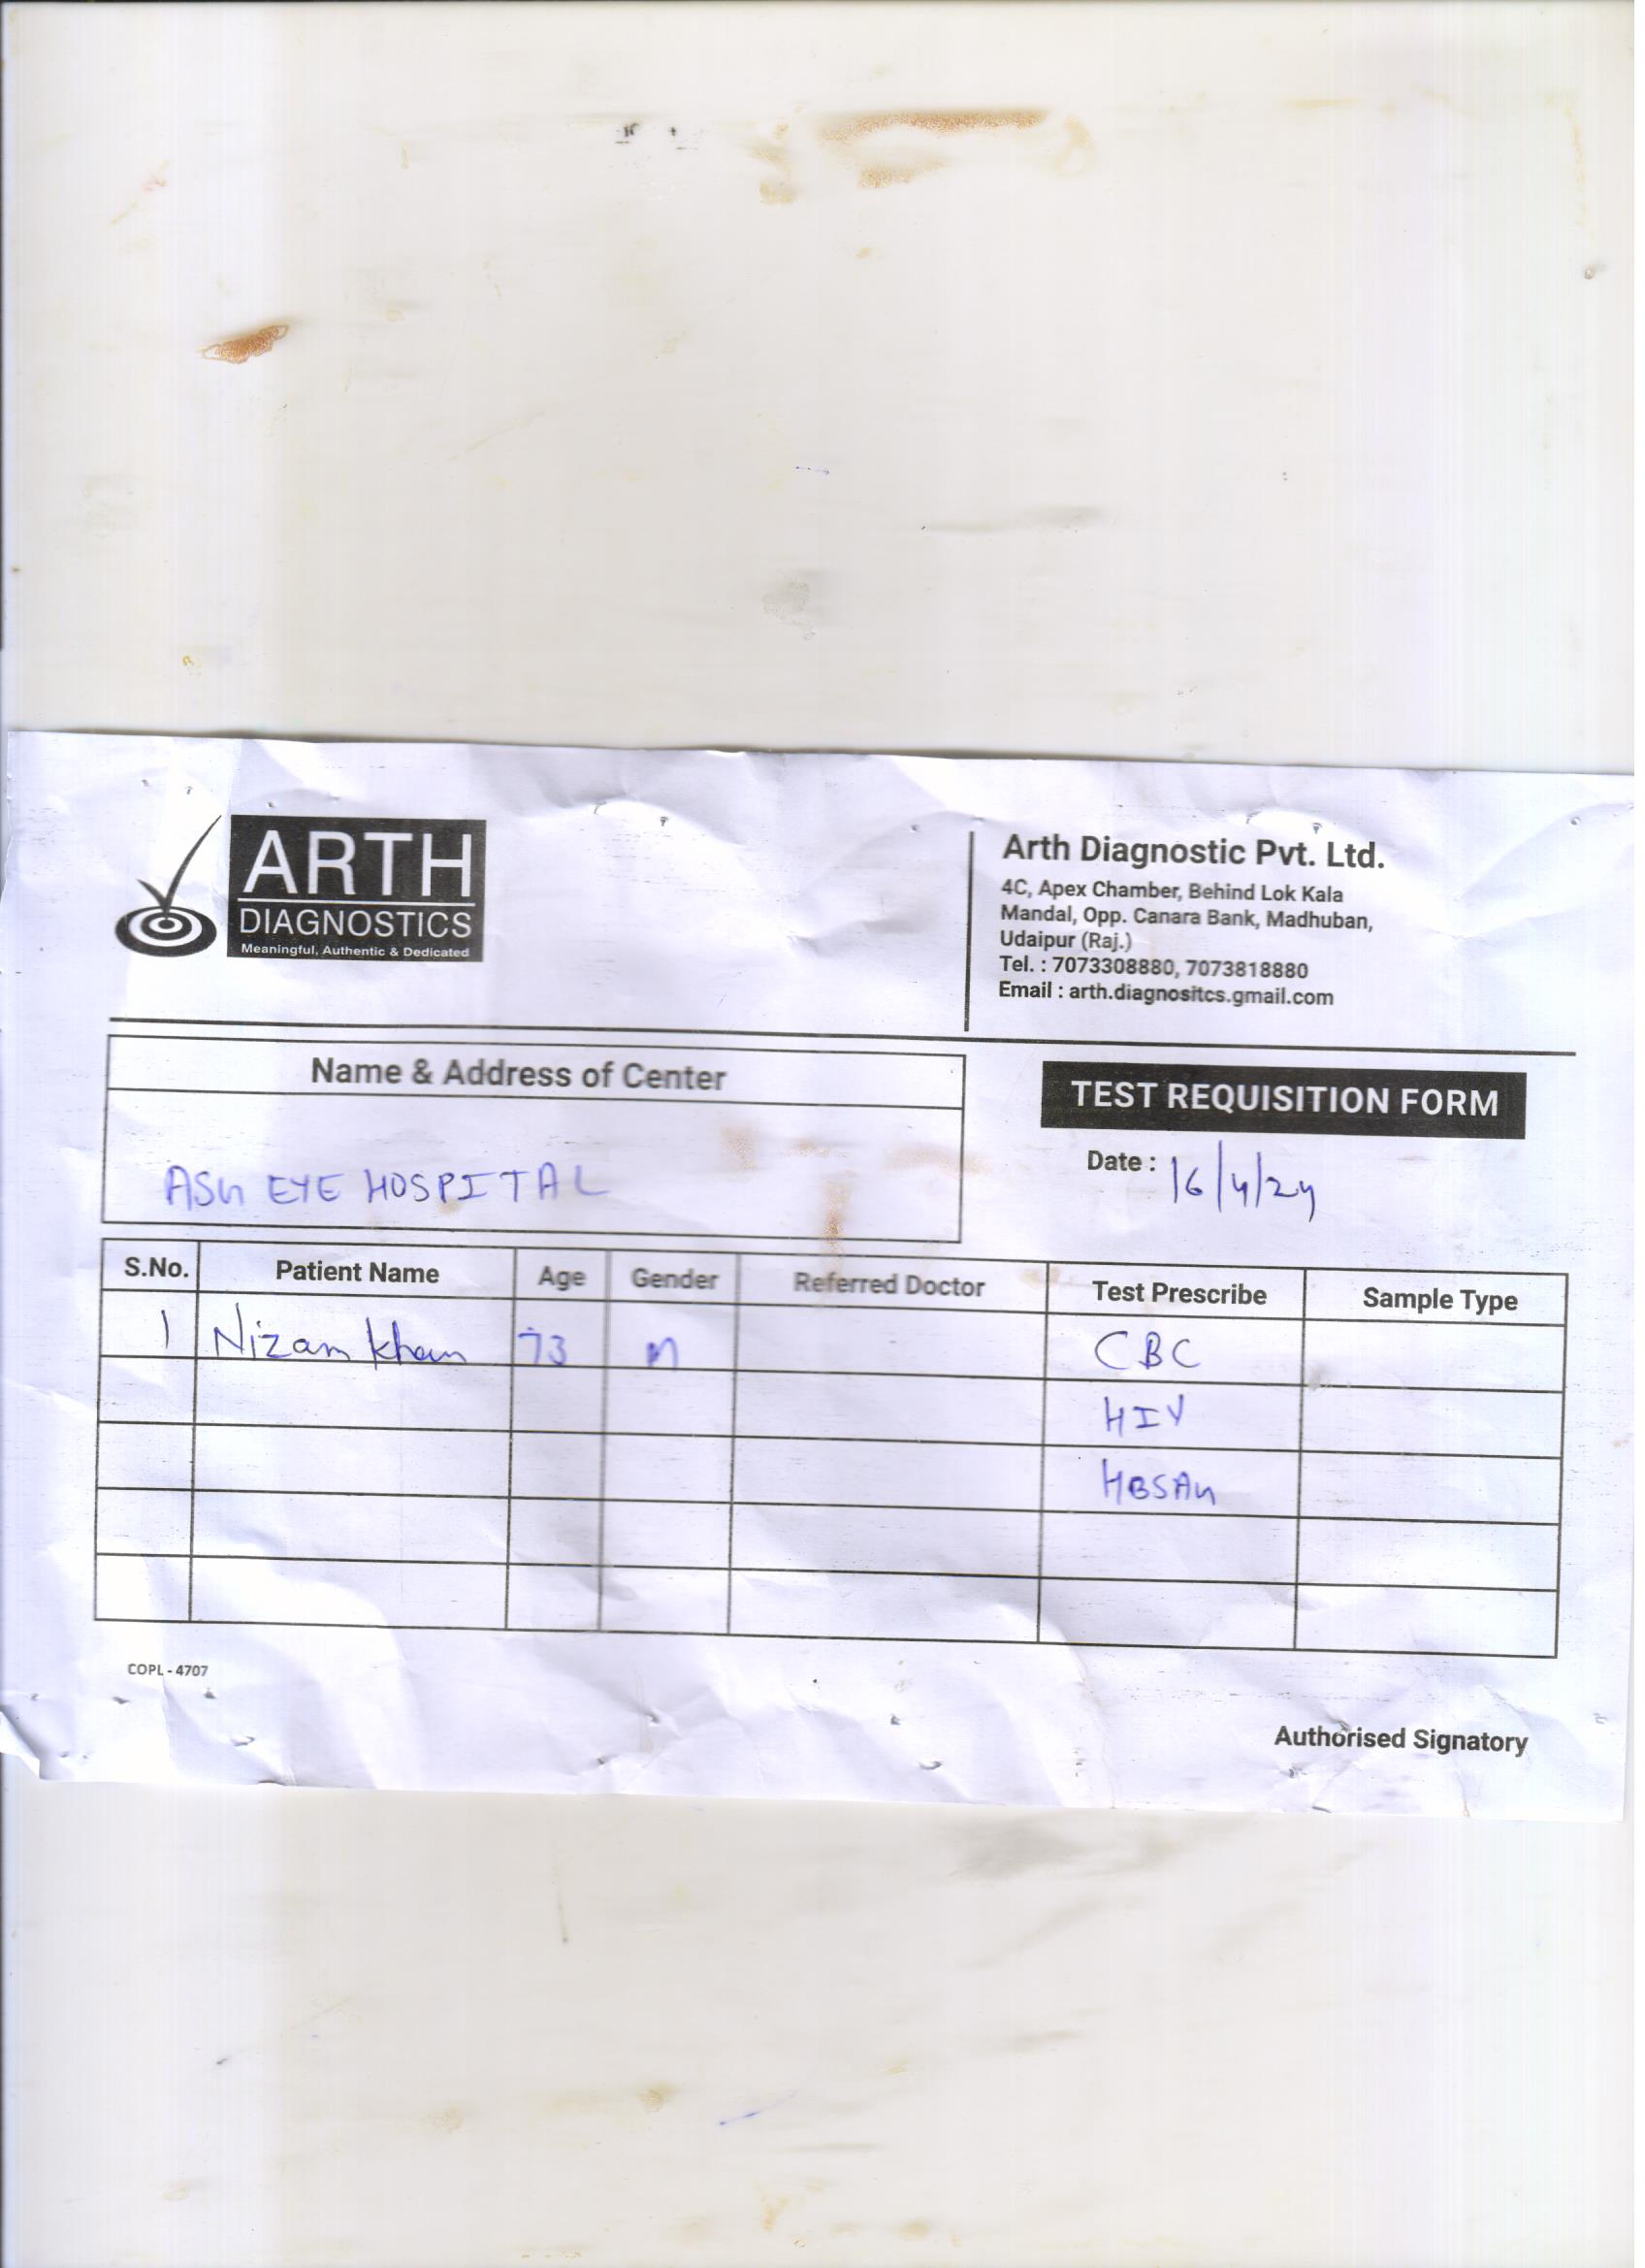 ARTH
DIAGNOSTICS
Meaningful, Authentic & Dedicated
Arth Diagnostic Pvt. Ltd.
4C, Apex Chamber, Behind Lok Kala
Mandal, Opp. Canara Bank, Madhuban,
Udaipur (Raj.)
Tel. : 7073308880, 7073818880
Email : arth.diagnositcs.gmail.com
Name & Address of Center
ASG EYE HOSPITAL
TEST REQUISITION FORM
Date : 16/4/24
S.No. Patient Name Age Gender Referred Doctor Test Prescribe Sample Type
1 Nizam khan 73 M CBC
HIV
HBSAG
COPL - 4707
Authorised Signatory